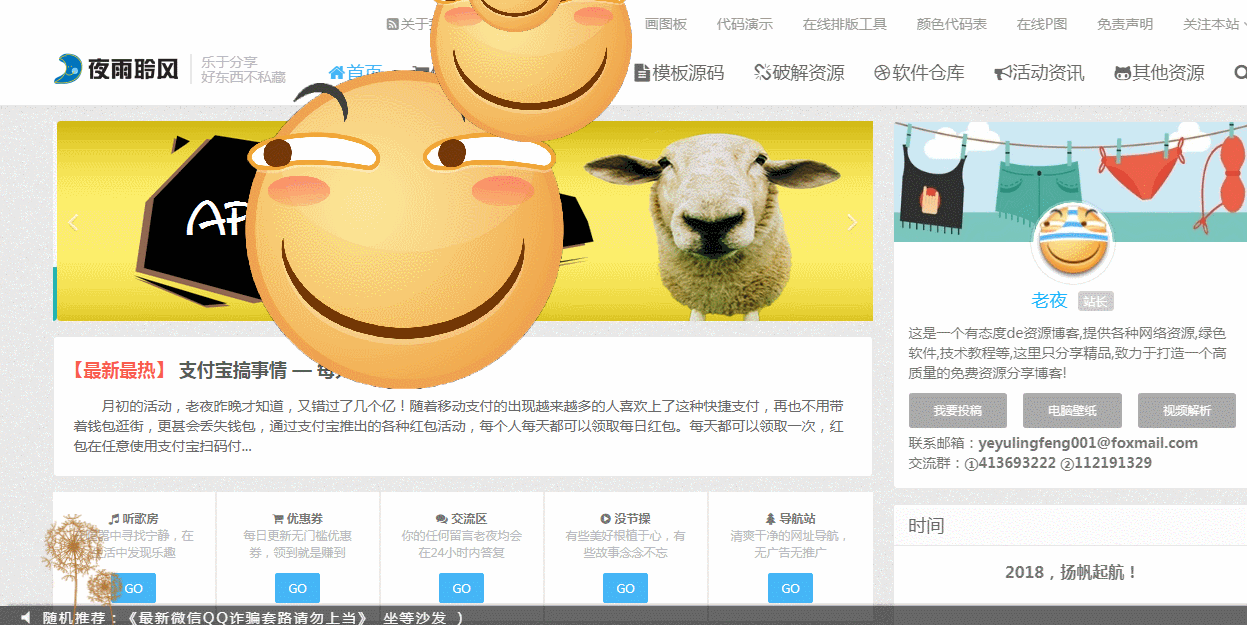 关于
画图板
代码演示
在线排版工具
颜色代码表
在线P图
免责声明
关注本站
夜雨聆风
乐于分享
好东西不私藏
首页
模板源码
破解资源
软件仓库
活动资讯
其他资源
AP
老夜 站长
这是一个有态度de资源博客,提供各种网络资源,绿色
软件,技术教程等,这里只分享精品,致力于打造一个高
质量的免费资源分享博客!
我要投稿
电脑壁纸
视频解析
联系邮箱：yeyulingfeng001@foxmail.com
交流群：①413693222 ②112191329
【最新最热】 支付宝搞事情 — 每
月初的活动，老夜昨晚才知道，又错过了几个亿！随着移动支付的出现越来越多的人喜欢上了这种快捷支付，再也不用带
着钱包逛街，更甚会丢失钱包，通过支付宝推出的各种红包活动，每个人每天都可以领取每日红包。每天都可以领取一次，红
包在任意使用支付宝扫码付...
听歌房
中寻找宁静，在
活中发现乐趣
GO
优惠券
每日更新无门槛优惠
券，领到就是赚到
GO
交流区
你的任何留言老夜均会
在24小时内答复
GO
没节操
有些美好根植于心，有
些故事念念不忘
GO
导航站
清爽干净的网址导航，
无广告无推广
GO
时间
2018，扬帆起航！
随机推荐：《最新微信QQ诈骗套路请勿上当》 坐等沙发 )